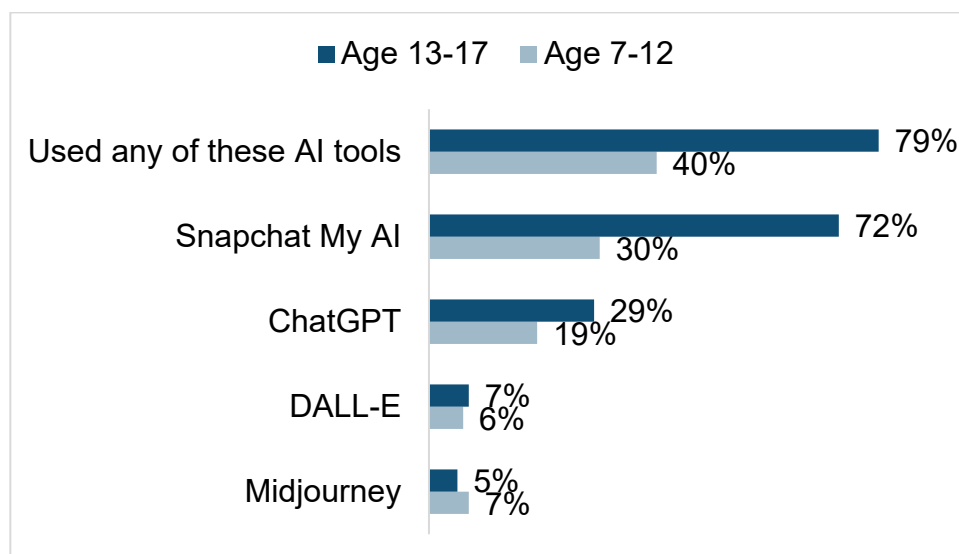 Age 13-17 Age 7-12
Used any of these AI tools 79%
40%
Snapchat My AI 72%
30%
ChatGPT 29%
19%
DALL-E 7%
6%
Midjourney 5%
7%